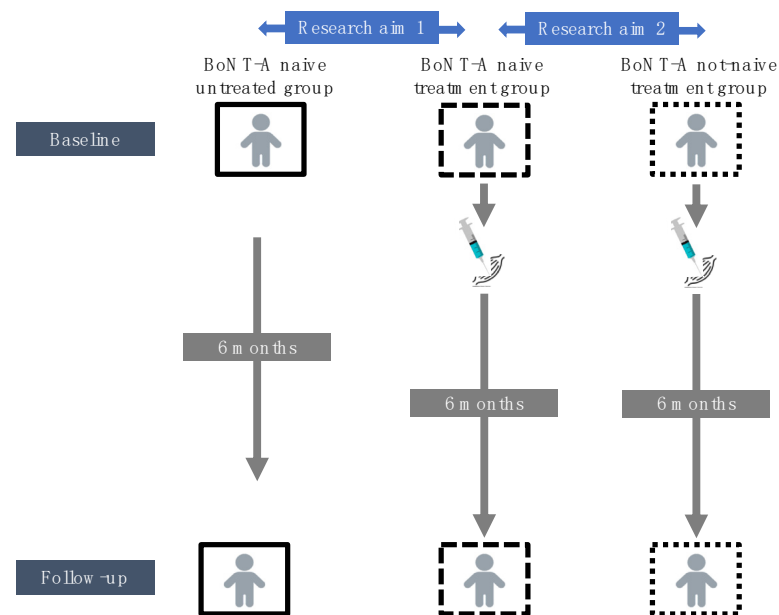 Research aim 1
Research aim 2
BoNT-A naive
untreated group
BoNT-A naive
treatment group
BoNT-A not-naive
treatment group
Baseline
6 months
6 months
6 months
Follow-up